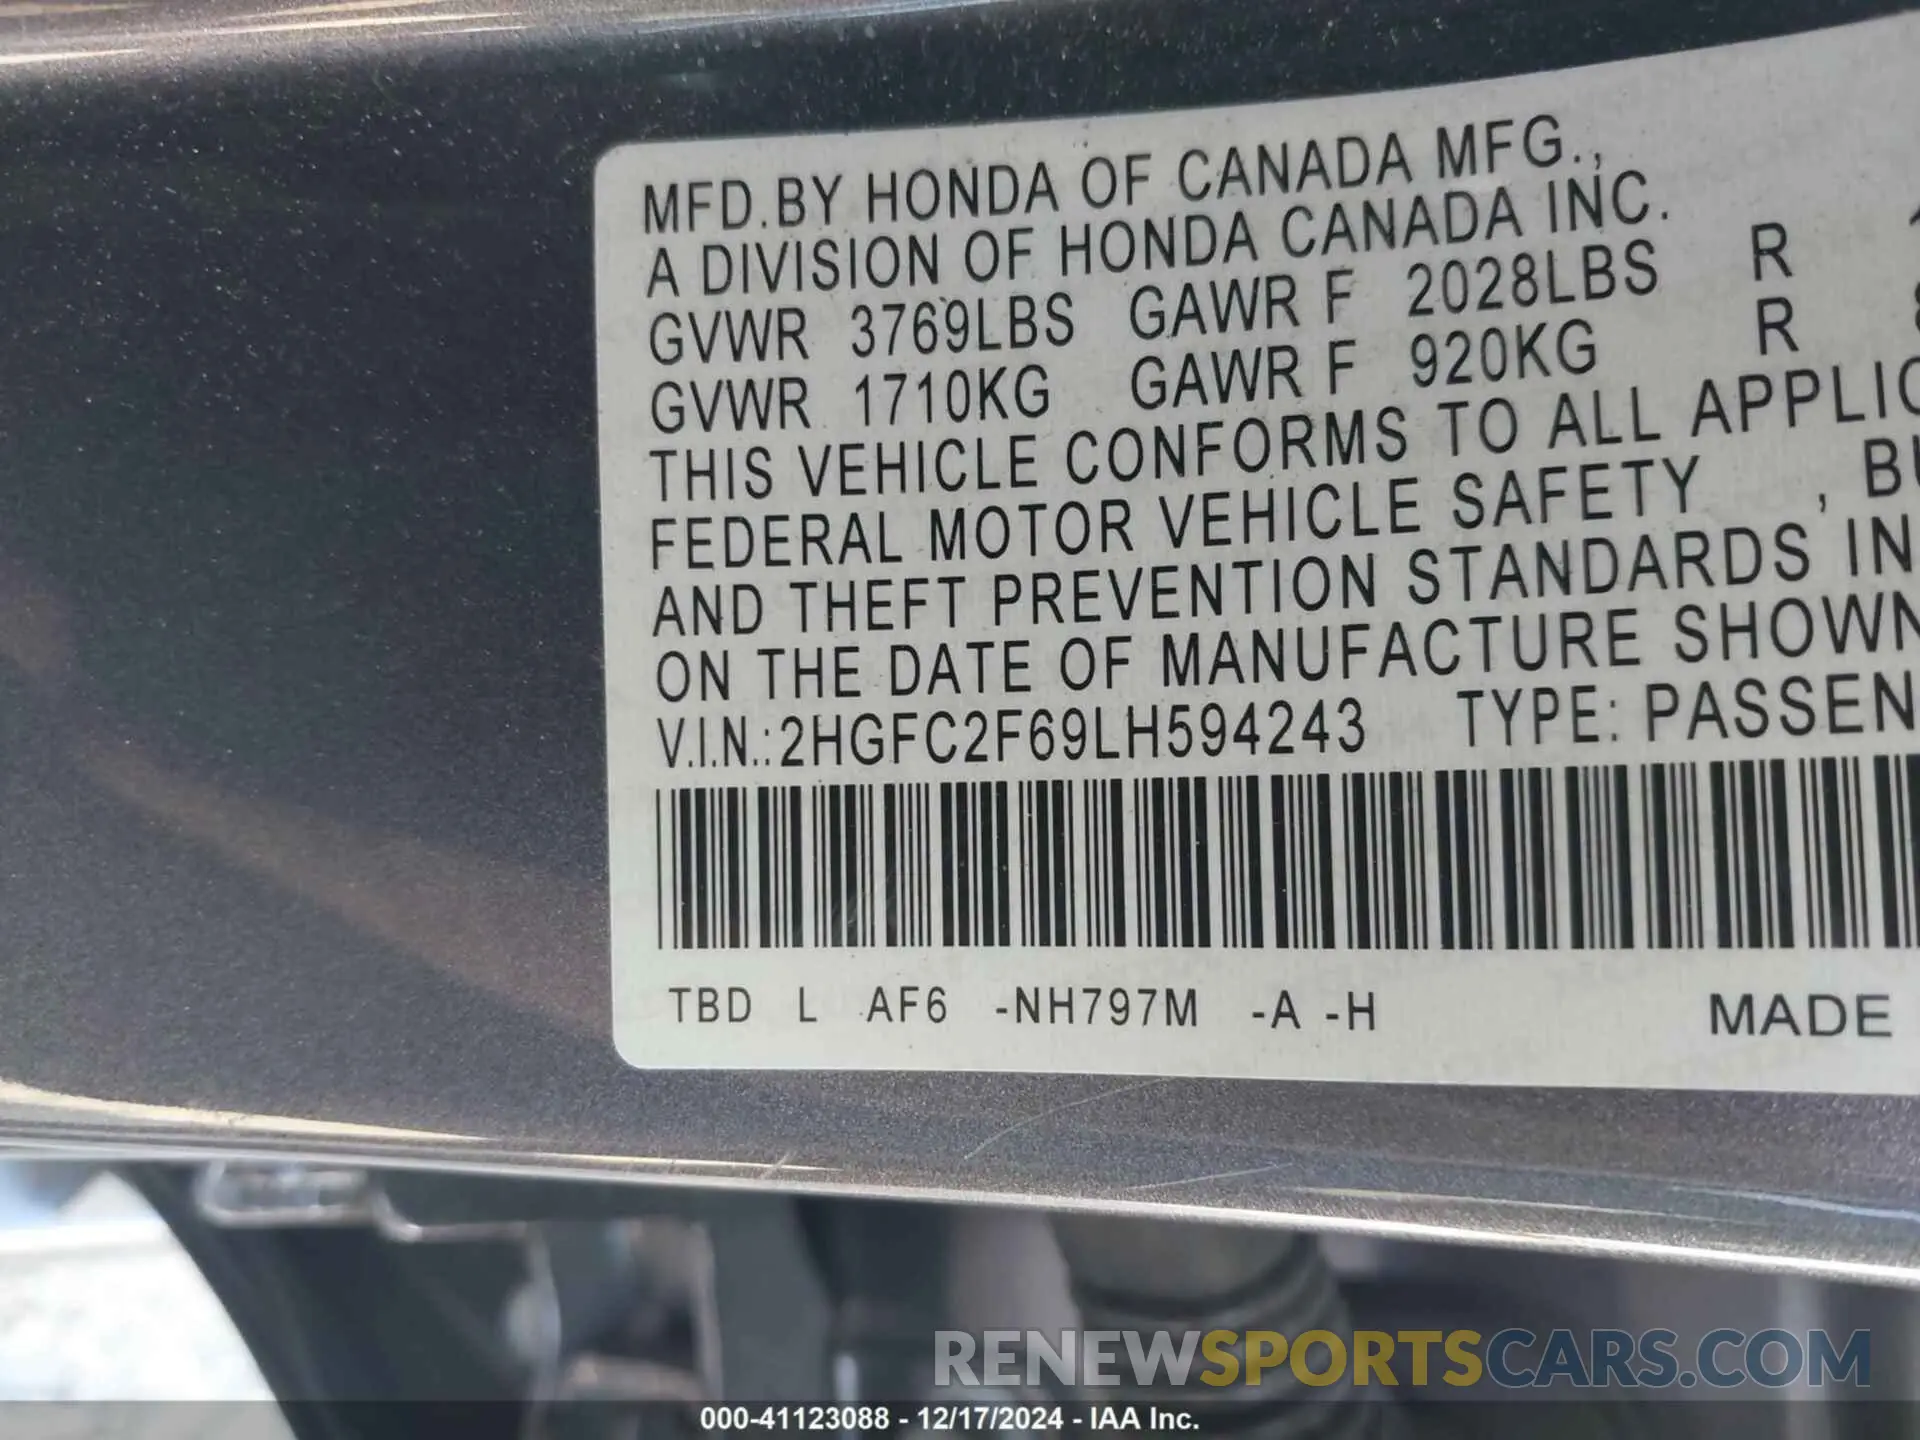 MFD.BY HONDA OF CANADA MFG.,
A DIVISION OF HONDA CANADA INC.
GVWR 3769LBS GAWR F 2028LBS R
GVWR 1710KG GAWR F 920KG R
THIS VEHICLE CONFORMS TO ALL APPLIC
FEDERAL MOTOR VEHICLE SAFETY , BU
AND THEFT PREVENTION STANDARDS IN
ON THE DATE OF MANUFACTURE SHOWN
V.I.N.:2HGFC2F69LH594243 TYPE: PASSEN
TBD L AF6 -NH797M -A -H MADE
RENEWSPORTSCARS.COM
000-41123088 - 12/17/2024 - IAA Inc.